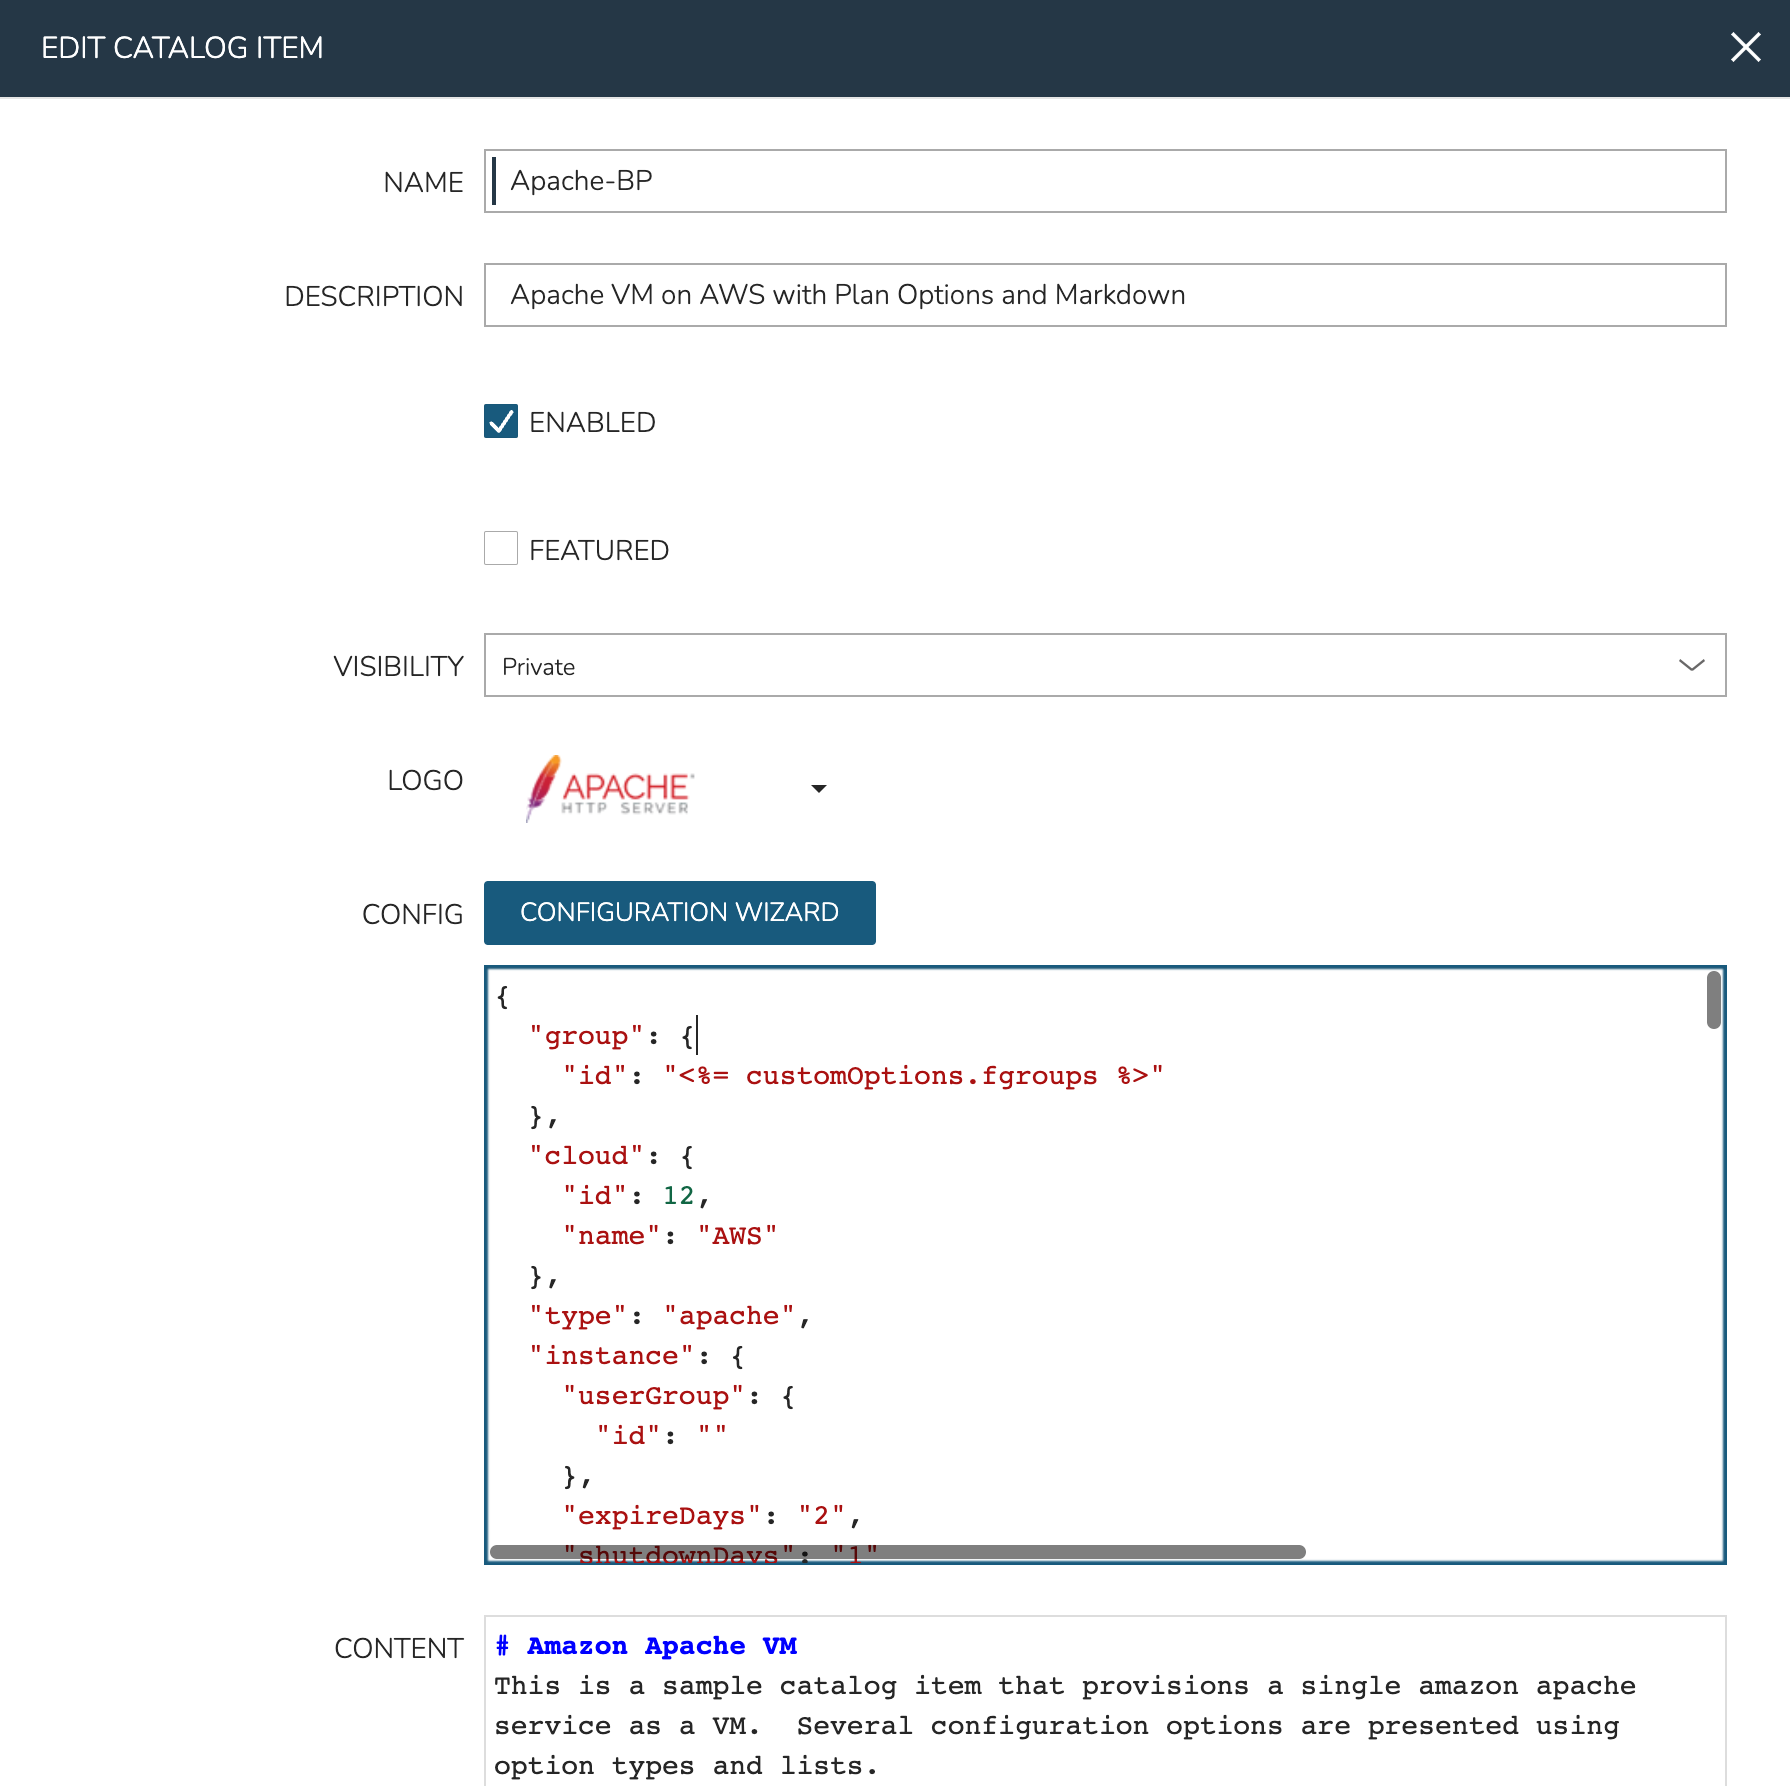 EDIT CATALOG ITEM
NAME
Apache-BP
DESCRIPTION
Apache VM on AWS with Plan Options and Markdown
ENABLED
FEATURED
VISIBILITY
Private
LOGO
APACHE
HTTP SERVER
CONFIG
CONFIGURATION WIZARD
{
  "group": {
    "id": "<%= customOptions.fgroups %>"
  },
  "cloud": {
    "id": 12,
    "name": "AWS"
  },
  "type": "apache",
  "instance": {
    "userGroup": {
      "id": ""
    },
    "expireDays": "2",
    "shutdownDays": "1"
CONTENT
# Amazon Apache VM
This is a sample catalog item that provisions a single amazon apache
service as a VM.  Several configuration options are presented using
option types and lists.